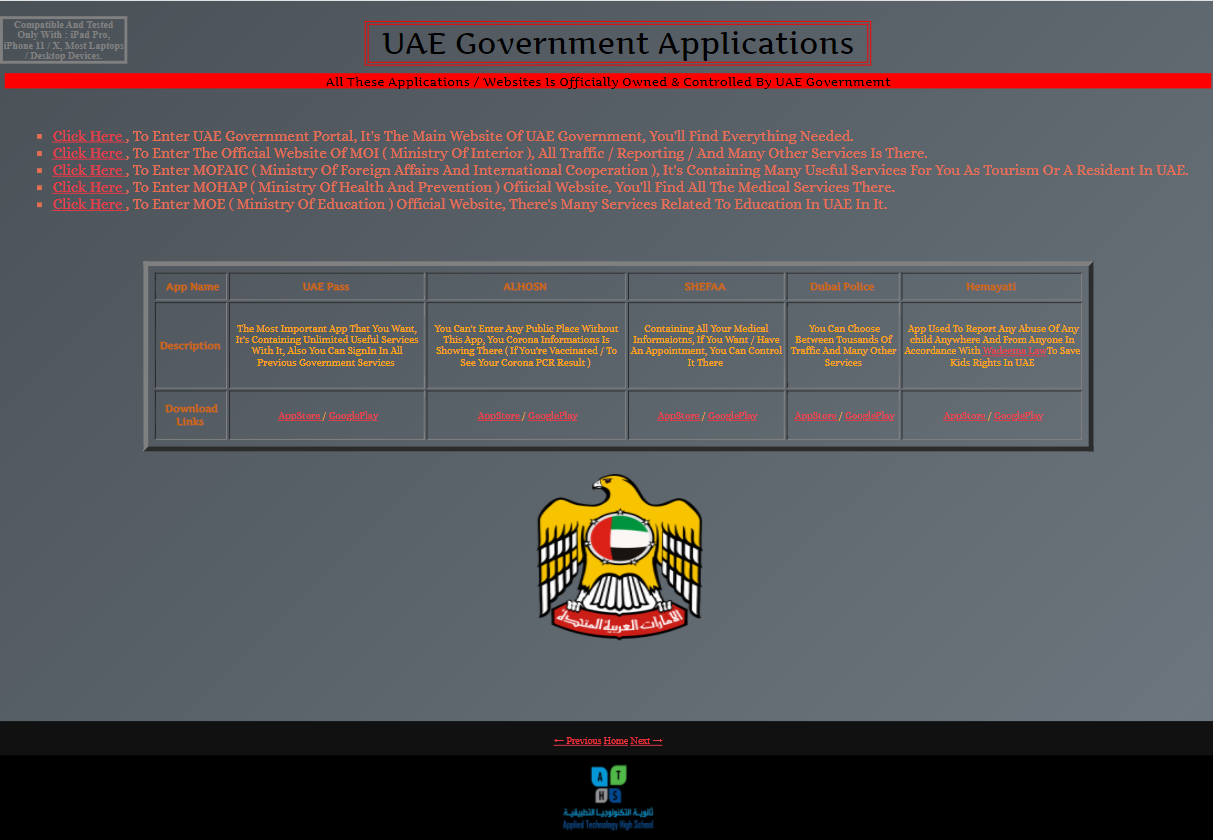 Compatible And Tested
Only With : iPad Pro,
iPhone 11 / X, Most Laptops
/ Desktop Devices.
UAE Government Applications
All These Applications / Websites Is Officially Owned & Controlled By UAE Governmemt
Click Here , To Enter UAE Government Portal, It's The Main Website Of UAE Government, You'll Find Everything Needed.
Click Here , To Enter The Official Website Of MOI ( Ministry Of Interior ), All Traffic / Reporting / And Many Other Services Is There.
Click Here , To Enter MOFAIC ( Ministry Of Foreign Affairs And International Cooperation ), It's Containing Many Useful Services For You As Tourism Or A Resident In UAE.
Click Here , To Enter MOHAP ( Ministry Of Health And Prevention ) Ofiicial Website, You'll Find All The Medical Services There.
Click Here , To Enter MOE ( Ministry Of Education ) Official Website, There's Many Services Related To Education In UAE In It.
App Name UAE Pass ALHOSN SHEFAA Dubai Police Hemayati
Description
The Most Important App That You Want,
It's Containing Unlimited Useful Services
With It, Also You Can SignIn In All
Previous Government Services
You Can't Enter Any Public Place Without
This App, You Corona Informations Is
Showing There ( If You're Vaccinated / To
See Your Corona PCR Result )
Containing All Your Medical
Informaiotns, If You Want / Have
An Appointment, You Can Control
It There
You Can Choose
Between Tousands Of
Traffic And Many Other
Services
App Used To Report Any Abuse Of Any
child Anywhere And From Anyone In
Accordance With Wadeema Law To Save
Kids Rights In UAE
Download
Links
AppStore / GooglePlay
AppStore / GooglePlay
AppStore / GooglePlay
AppStore / GooglePlay
AppStore / GooglePlay
الامارات العربية المتحدة
← Previous Home Next →
A T
H S
ثانوية التكنولوجيا التطبيقية
Applied Technology High School